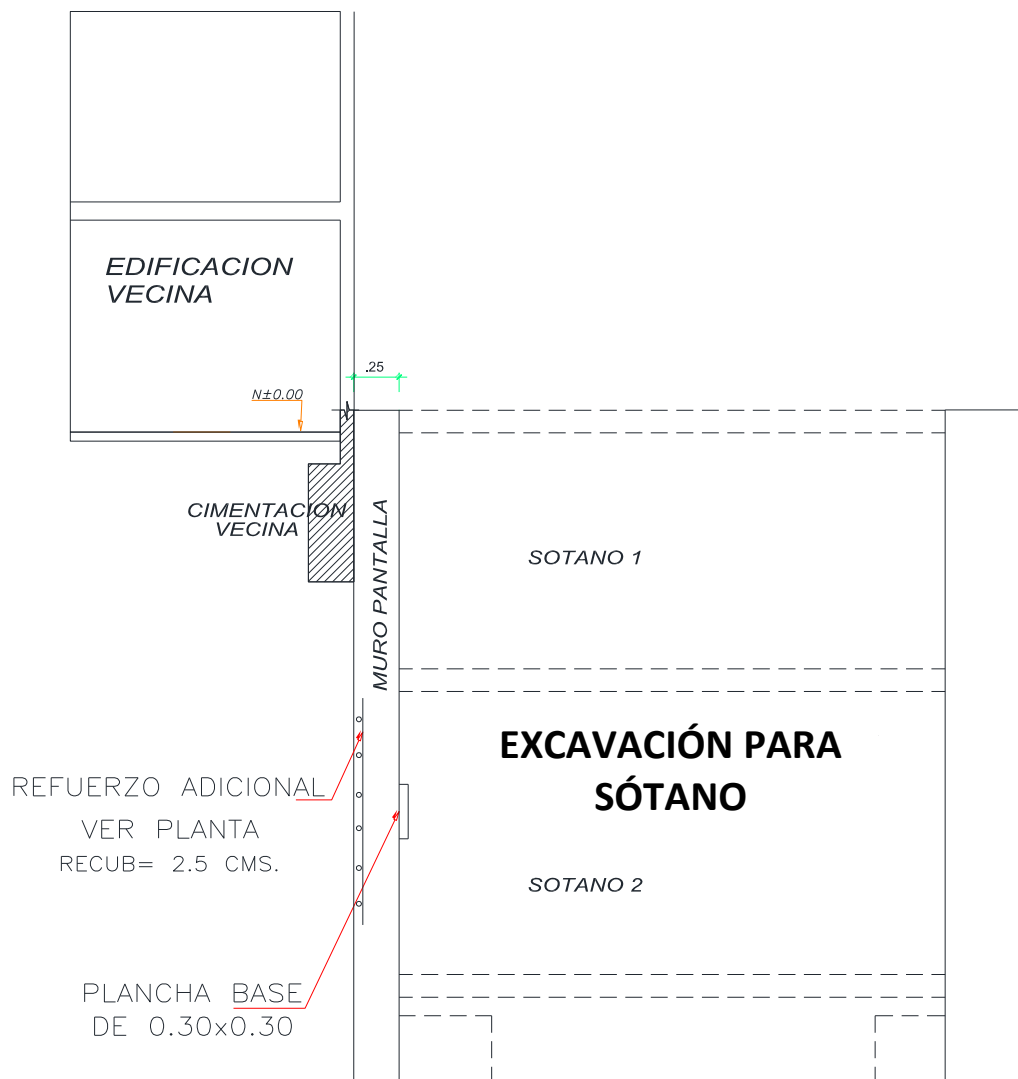 EDIFICACION
VECINA
.25
N±0.00
CIMENTACION
VECINA
MURO PANTALLA
SOTANO 1
EXCAVACIÓN PARA
SÓTANO
REFUERZO ADICIONAL
VER PLANTA
RECUB= 2.5 CMS.
SOTANO 2
PLANCHA BASE
DE 0.30x0.30